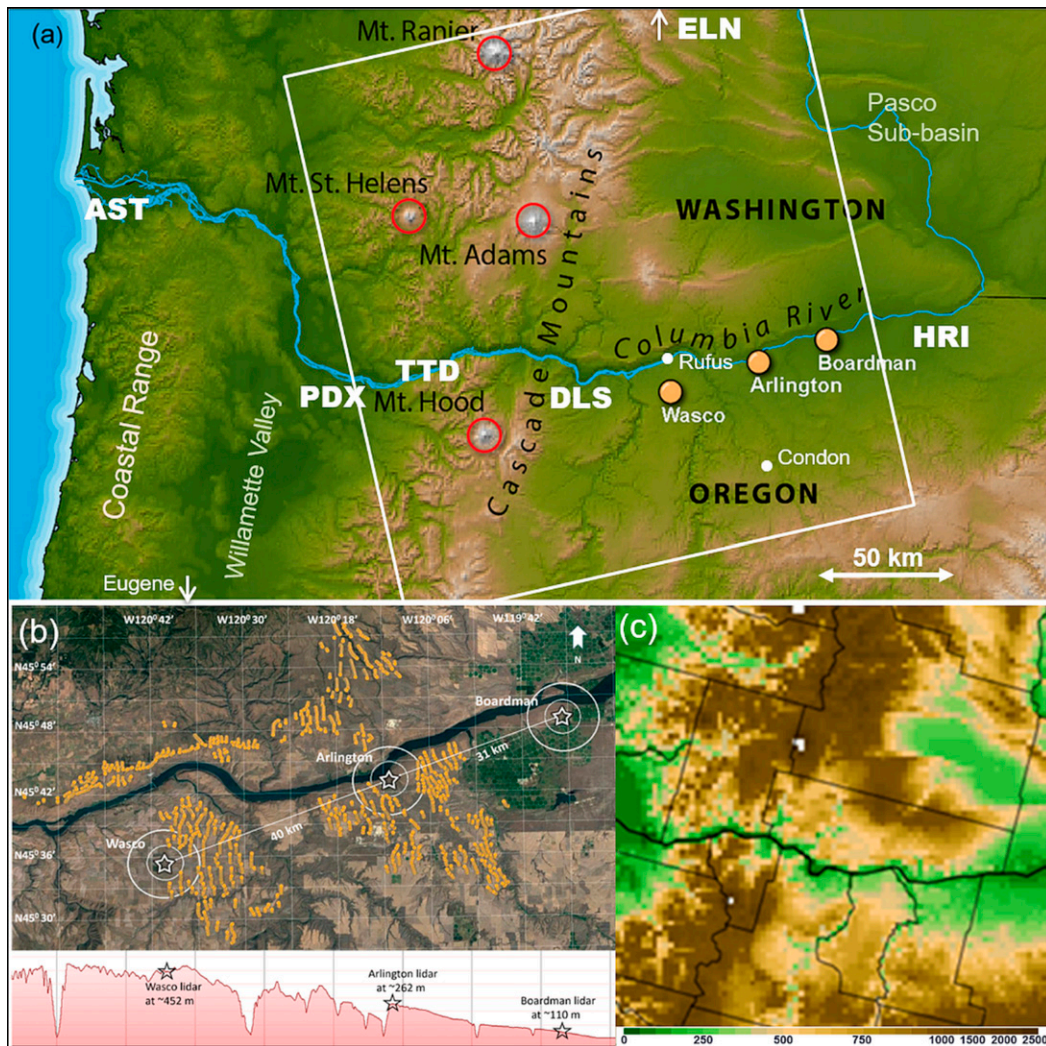 (a)
Mt. Ranier
ELN
Pasco
Sub-basin
Mt. St. Helens
AST
WASHINGTON
Mt. Adams
Cascade Mountains
Columbia River
Coastal Range
Willamette Valley
Rufus
Boardman
HRI
Arlington
TTD
PDX
Mt. Hood
DLS
Wasco
Condon
OREGON
50 km
Eugene
(b)
W120° 42' W120° 30' W120° 18' W120° 06' W119° 42'
N
N45° 54'
N45° 48'
N45° 42'
N45° 36'
N45° 30'
Boardman
31 km
Arlington
40 km
Wasco
Wasco lidar
at ~452 m
Arlington lidar
at ~262 m
Boardman lidar
at ~110 m
(c)
0 250 500 750 1000 1500 2000 2500